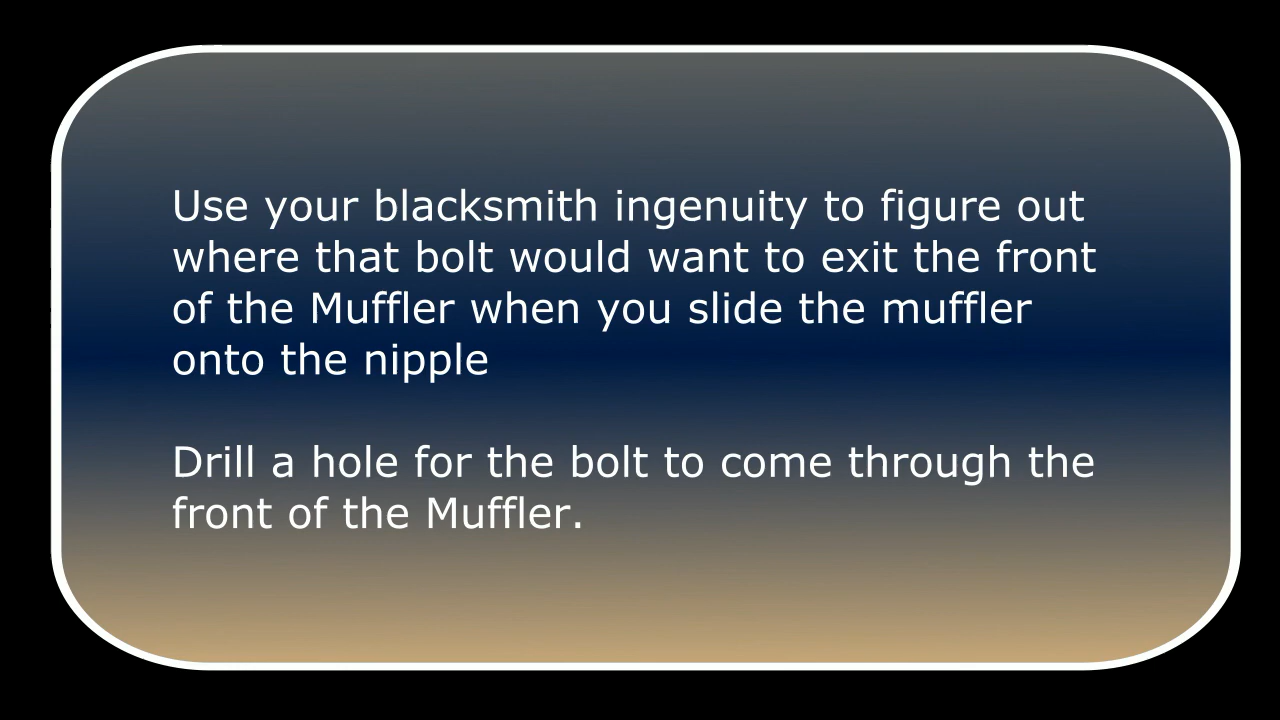 Use your blacksmith ingenuity to figure out
where that bolt would want to exit the front
of the Muffler when you slide the muffler
onto the nipple
Drill a hole for the bolt to come through the
front of the Muffler.